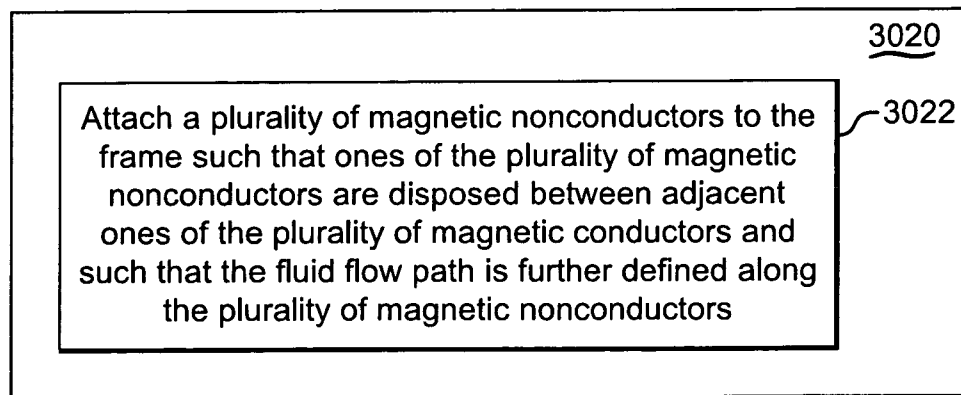 3020
Attach a plurality of magnetic nonconductors to the
frame such that ones of the plurality of magnetic
nonconductors are disposed between adjacent
ones of the plurality of magnetic conductors and
such that the fluid flow path is further defined along
the plurality of magnetic nonconductors
3022